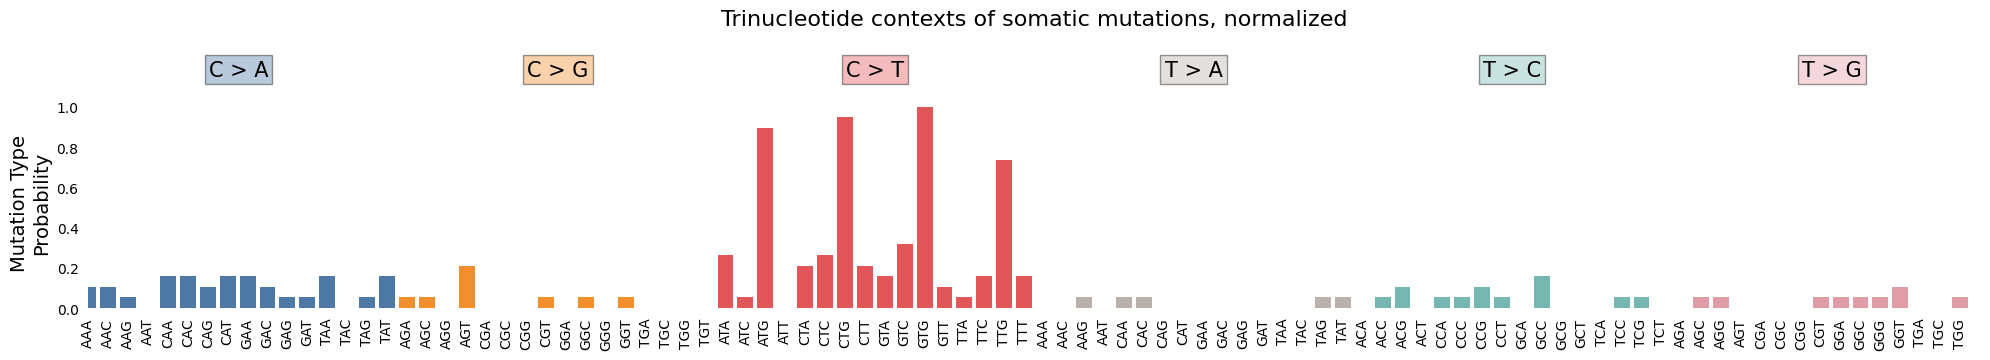 Trinucleotide contexts of somatic mutations, normalized
C > A
C > G
C > T
T > A
T > C
T > G
Mutation Type
Probability
1.0
0.8
0.6
0.4
0.2
0.0
AAA
AAC
AAG
AAT
CAA
CAC
CAG
CAT
GAA
GAC
GAG
GAT
TAA
TAC
TAG
TAT
AGA
AGC
AGG
AGT
CGA
CGC
CGG
CGT
GGA
GGC
GGG
GGT
TGA
TGC
TGG
TGT
ATA
ATC
ATG
ATT
CTA
CTC
CTG
CTT
GTA
GTC
GTG
GTT
TTA
TTC
TTG
TTT
AAA
AAC
AAG
AAT
CAA
CAC
CAG
CAT
GAA
GAC
GAG
GAT
TAA
TAC
TAG
TAT
ACA
ACC
ACG
ACT
CCA
CCC
CCG
CCT
GCA
GCC
GCG
GCT
TCA
TCC
TCG
TCT
AGA
AGC
AGG
AGT
CGA
CGC
CGG
CGT
GGA
GGC
GGG
GGT
TGA
TGC
TGG